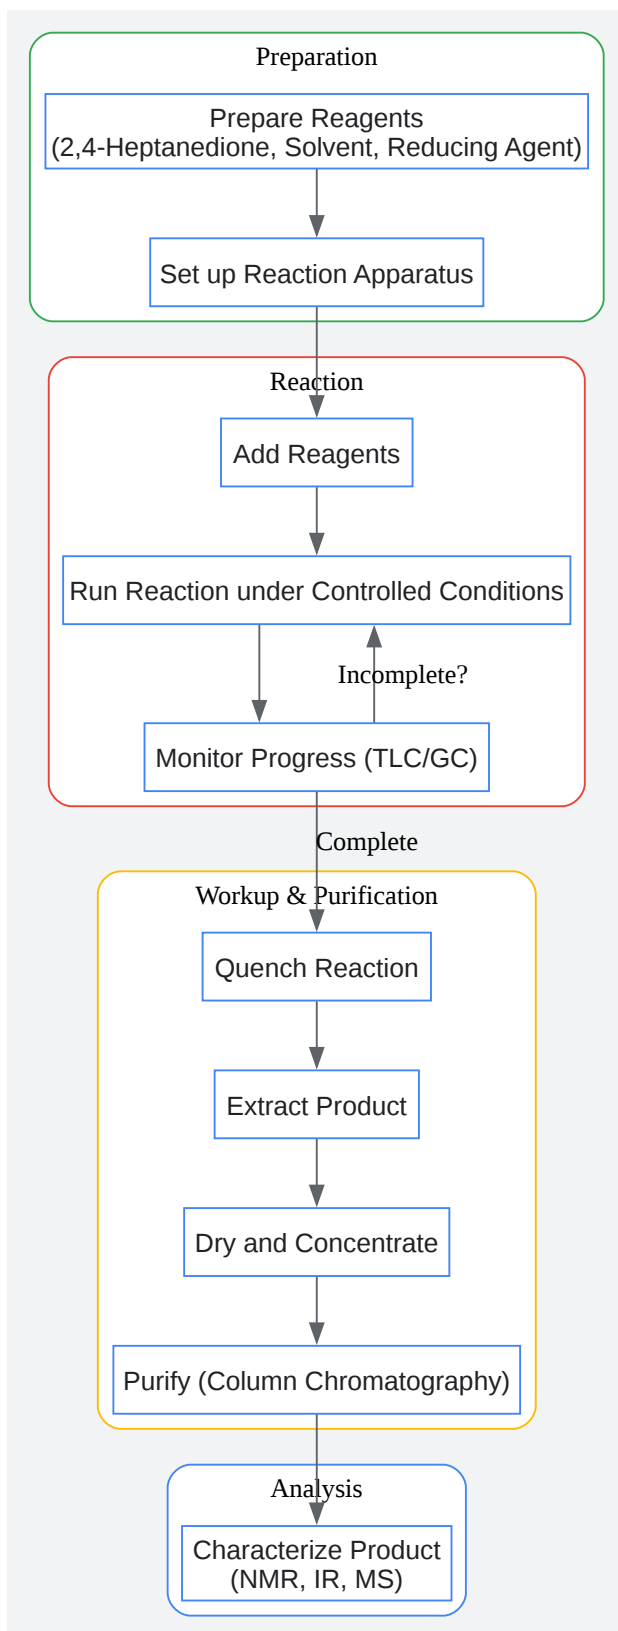 Preparation
Prepare Reagents
(2,4-Heptanedione, Solvent, Reducing Agent)
Set up Reaction Apparatus
Reaction
Add Reagents
Run Reaction under Controlled Conditions
Incomplete?
Monitor Progress (TLC/GC)
Complete
Workup & Purification
Quench Reaction
Extract Product
Dry and Concentrate
Purify (Column Chromatography)
Analysis
Characterize Product
(NMR, IR, MS)